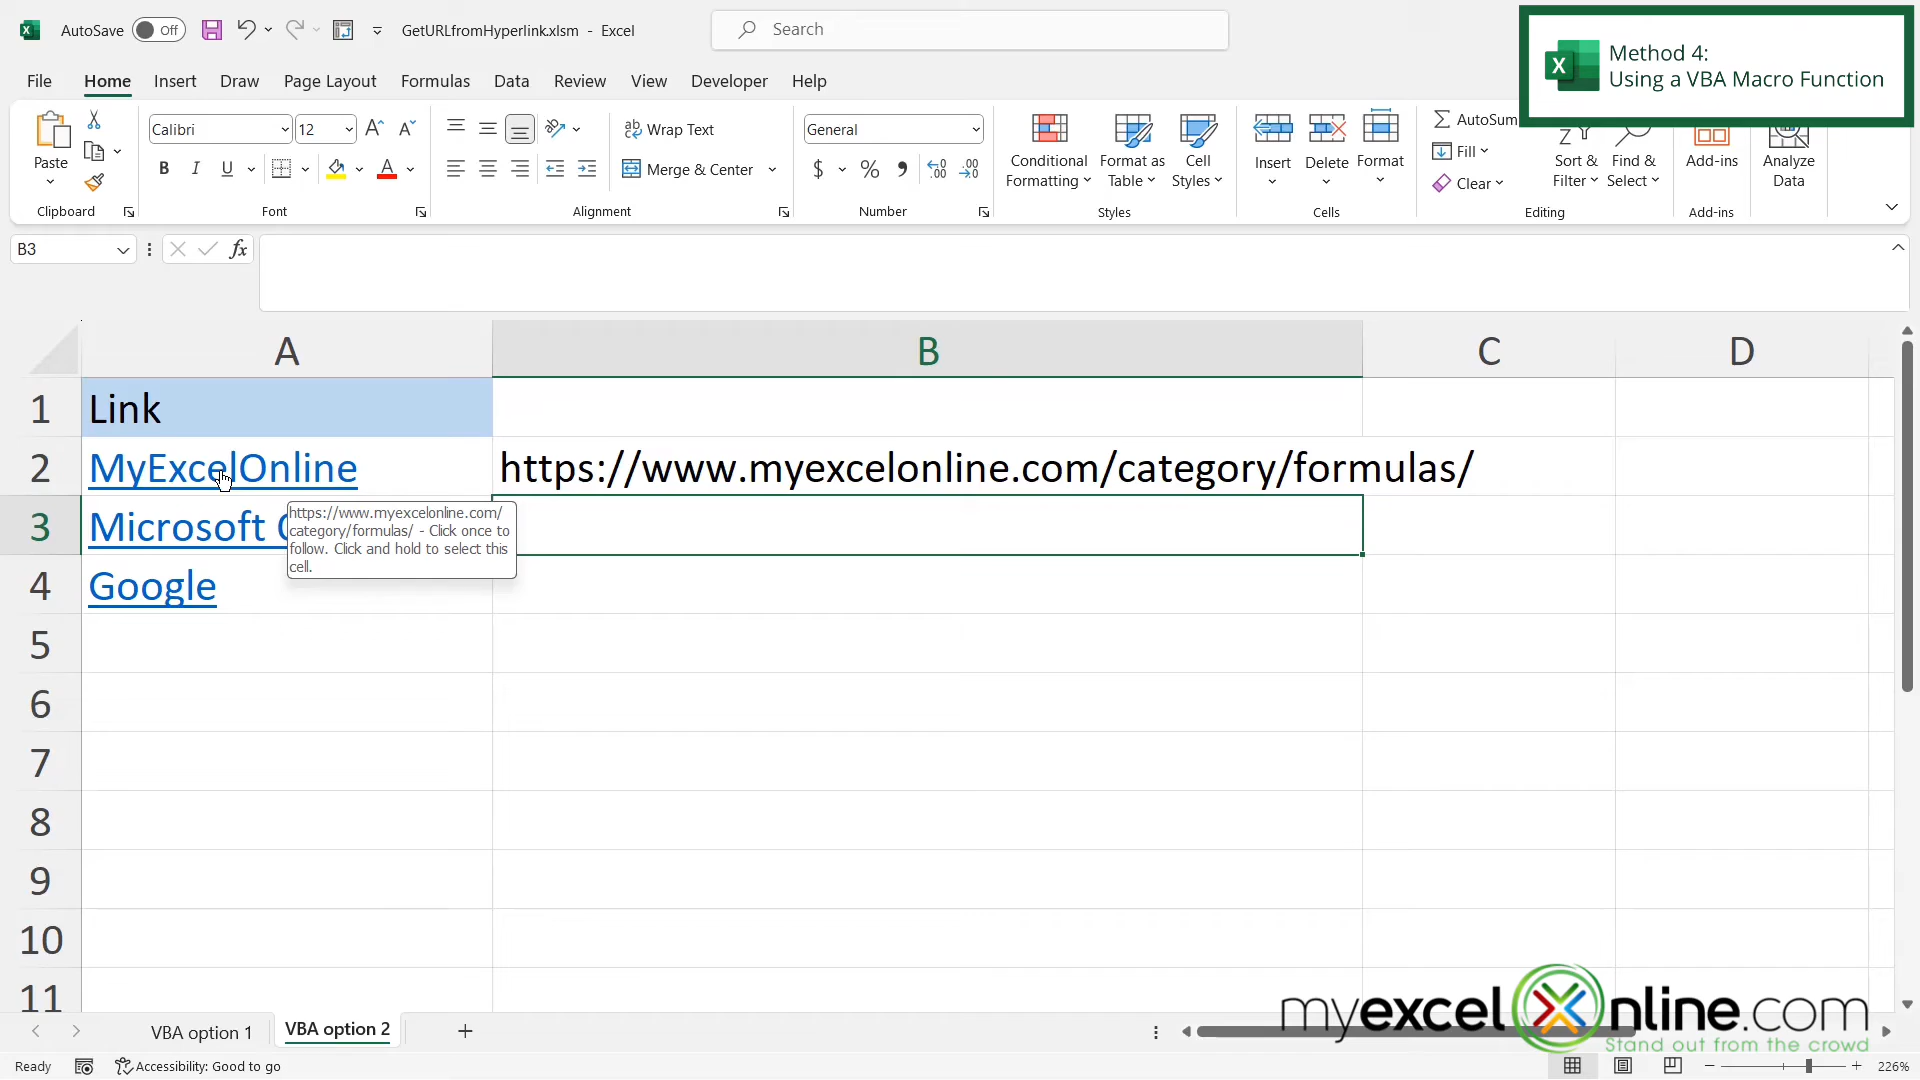 AutoSave Off GetURLfromHyperlink.xlsm - Excel Search
Method 4:
Using a VBA Macro Function
File Home Insert Draw Page Layout Formulas Data Review View Developer Help
Paste
Clipboard
Calibri 12
B I U
Font
Wrap Text
Merge & Center
Alignment
General
$ % ,
Number
Conditional
Formatting
Format as
Table
Cell
Styles
Styles
Insert Delete Format
Cells
AutoSum
Fill
Clear
Sort &
Filter
Find &
Select
Editing
Add-ins
Add-ins
Analyze
Data
B3 fx
A B C D
1 Link
2 MyExcelOnline https://www.myexcelonline.com/category/formulas/
3 Microsoft
https://www.myexcelonline.com/
category/formulas/ - Click once to
follow. Click and hold to select this
cell.
4 Google
5
6
7
8
9
10
11
myexcelOnline.com
Stand out from the crowd
VBA option 1 VBA option 2
Ready Accessibility: Good to go 226%